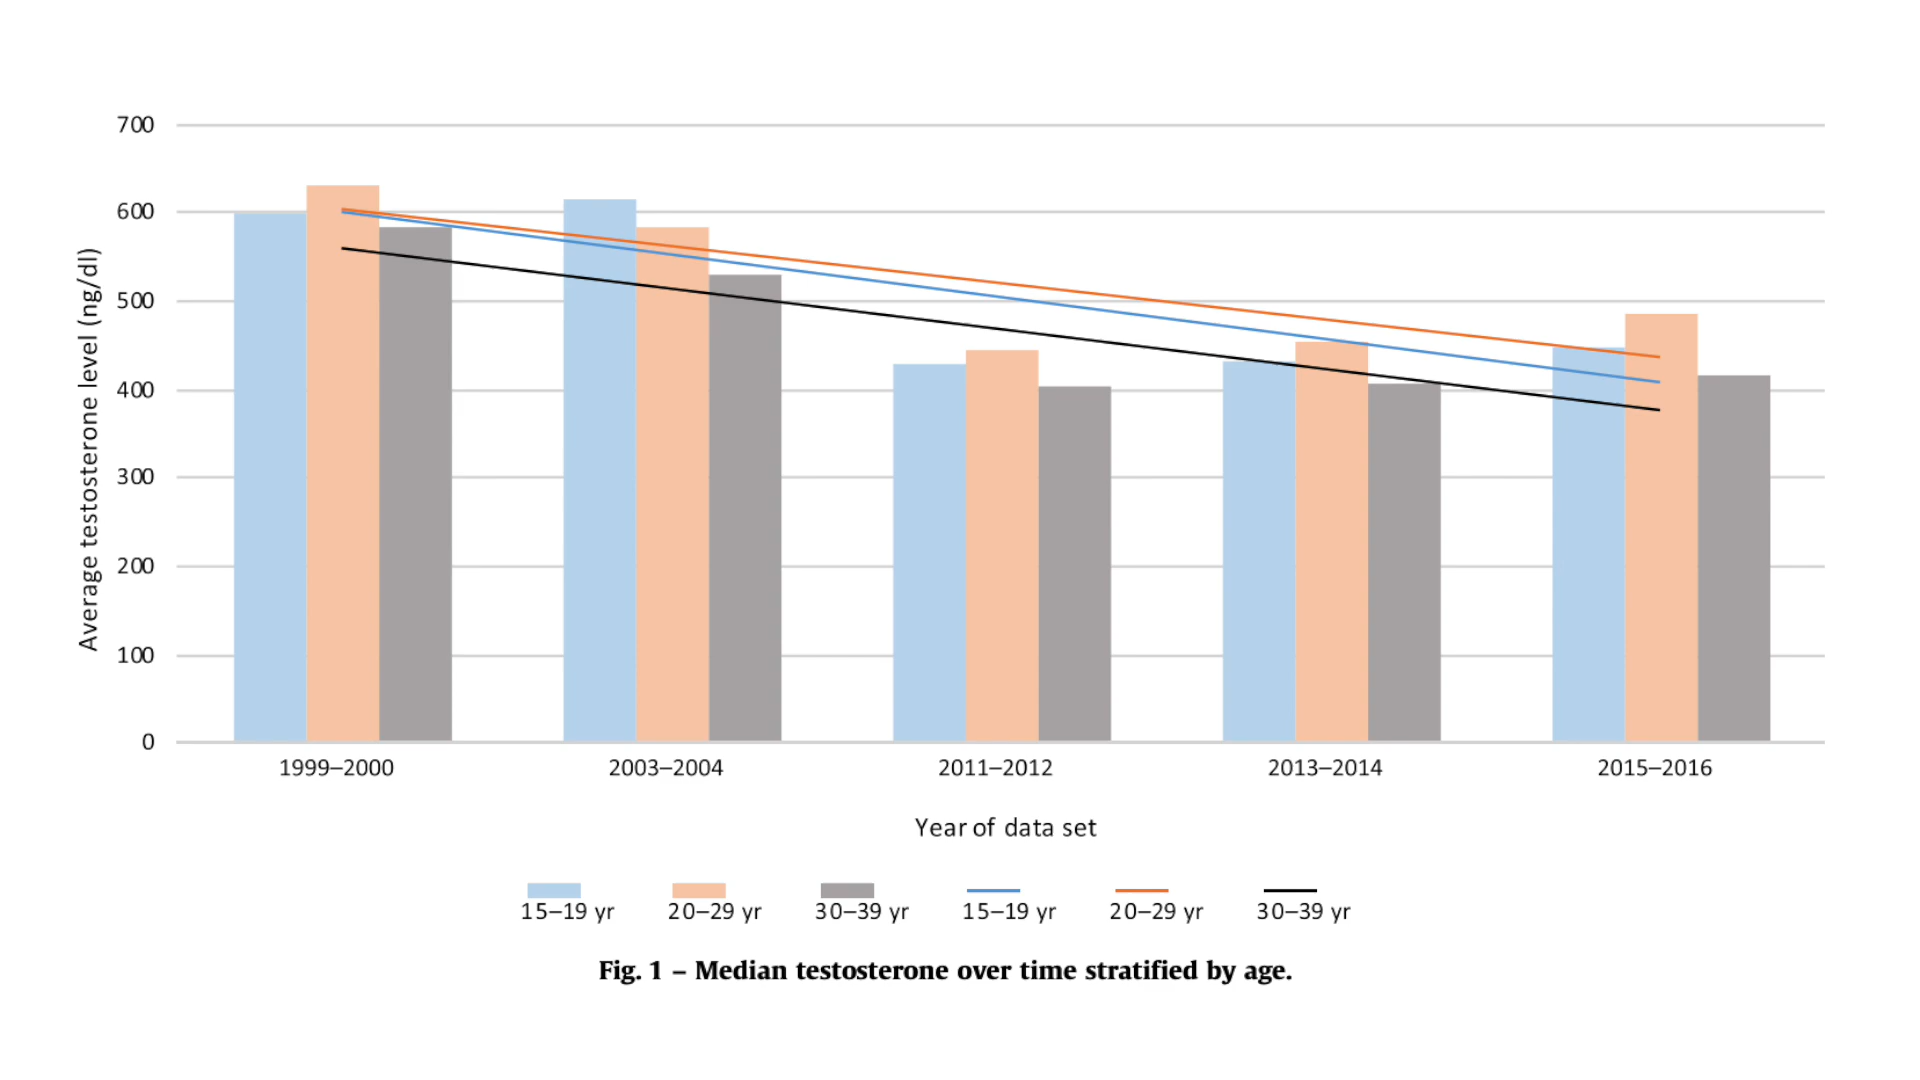 700
600
500
400
300
200
100
0
Average testosterone level (ng/dl)
1999–2000 2003–2004 2011–2012 2013–2014 2015–2016
Year of data set
15–19 yr 20–29 yr 30–39 yr 15–19 yr 20–29 yr 30–39 yr
Fig. 1 – Median testosterone over time stratified by age.